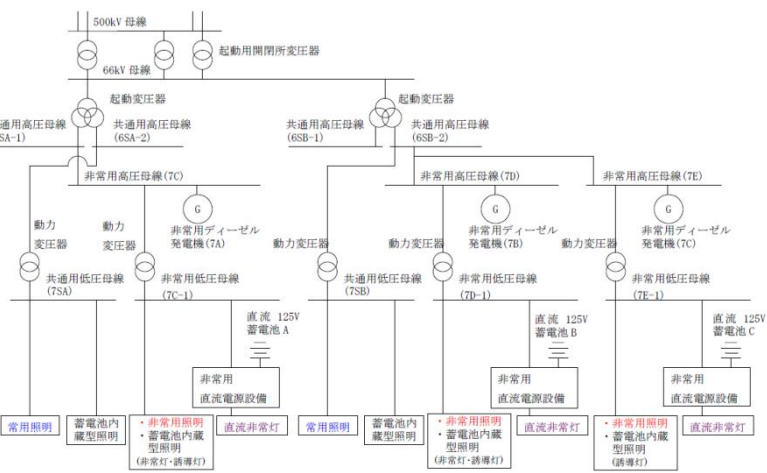 500kV 母線
起動用開閉所変圧器
66kV 母線
起動変圧器
起動変圧器
通用高圧母線
SA-1)
共通用高圧母線
(6SA-2)
共通用高圧母線
(6SB-1)
共通用高圧母線
(6SB-2)
非常用高圧母線(7C)
非常用高圧母線(7D)
非常用高圧母線(7E)
G
G
G
非常用ディーゼル
発電機(7A)
非常用ディーゼル
発電機(7B)
非常用ディーゼル
発電機(7C)
動力
変圧器
動力
変圧器
動力変圧器
動力変圧器
動力変圧器
共通用低圧母線
(7SA)
非常用低圧母線
(7C-1)
共通用低圧母線
(7SB)
非常用低圧母線
(7D-1)
非常用低圧母線
(7E-1)
直流 125V
蓄電池 A
直流 125V
蓄電池 B
直流 125V
蓄電池 C
非常用
直流電源設備
非常用
直流電源設備
非常用
直流電源設備
常用照明
蓄電池内
蔵型照明
・非常用照明
・蓄電池内蔵
型照明
(非常灯・誘導灯)
直流非常灯
常用照明
蓄電池内
蔵型照明
・非常用照明
・蓄電池内蔵
型照明
(非常灯・誘導灯)
直流非常灯
・非常用照明
・蓄電池内蔵
型照明
(誘導灯)
直流非常灯